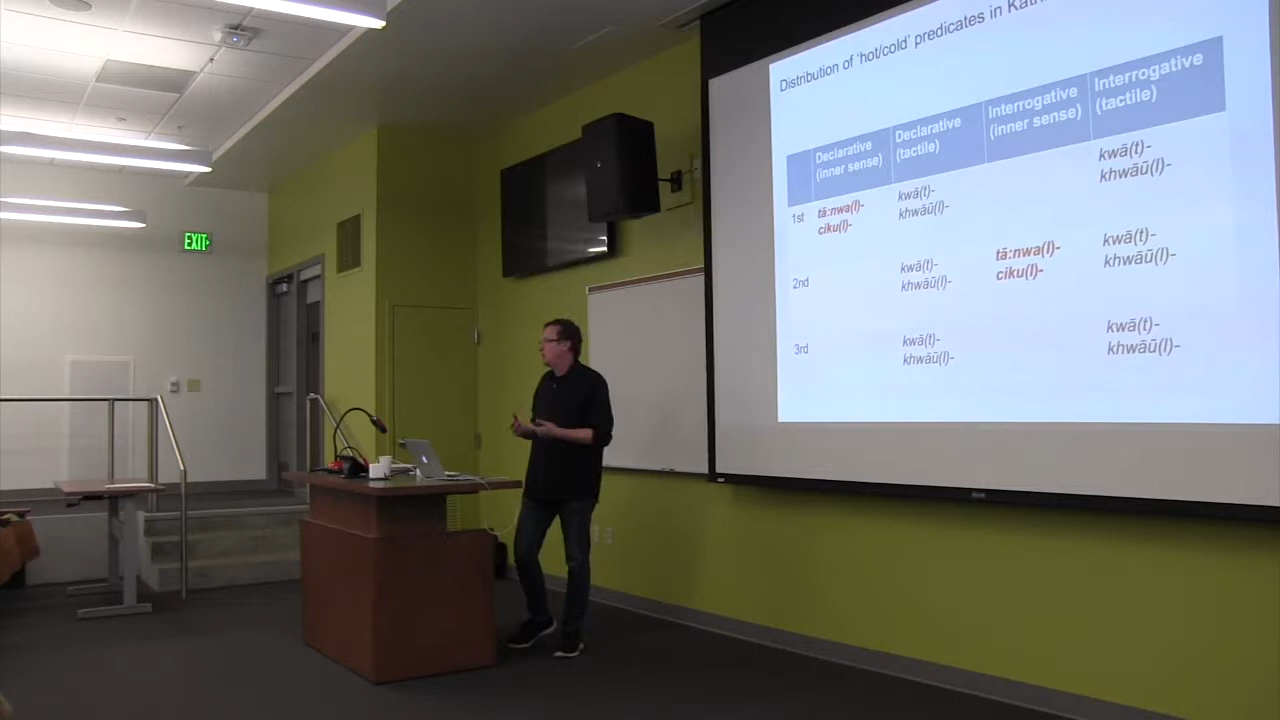 EXIT
Distribution of 'hot/cold' predicates in
Declarative
(inner sense)
Declarative
(tactile)
Interrogative
(inner sense)
Interrogative
(tactile)
1st
tā:nwa(l)-
ciku(l)-
kwā(t)-
khwāū(l)-
kwā(t)-
khwāū(l)-
2nd
kwā(t)-
khwāū(l)-
tā:nwa(l)-
ciku(l)-
kwā(t)-
khwāū(l)-
3rd
kwā(t)-
khwāū(l)-
kwā(t)-
khwāū(l)-